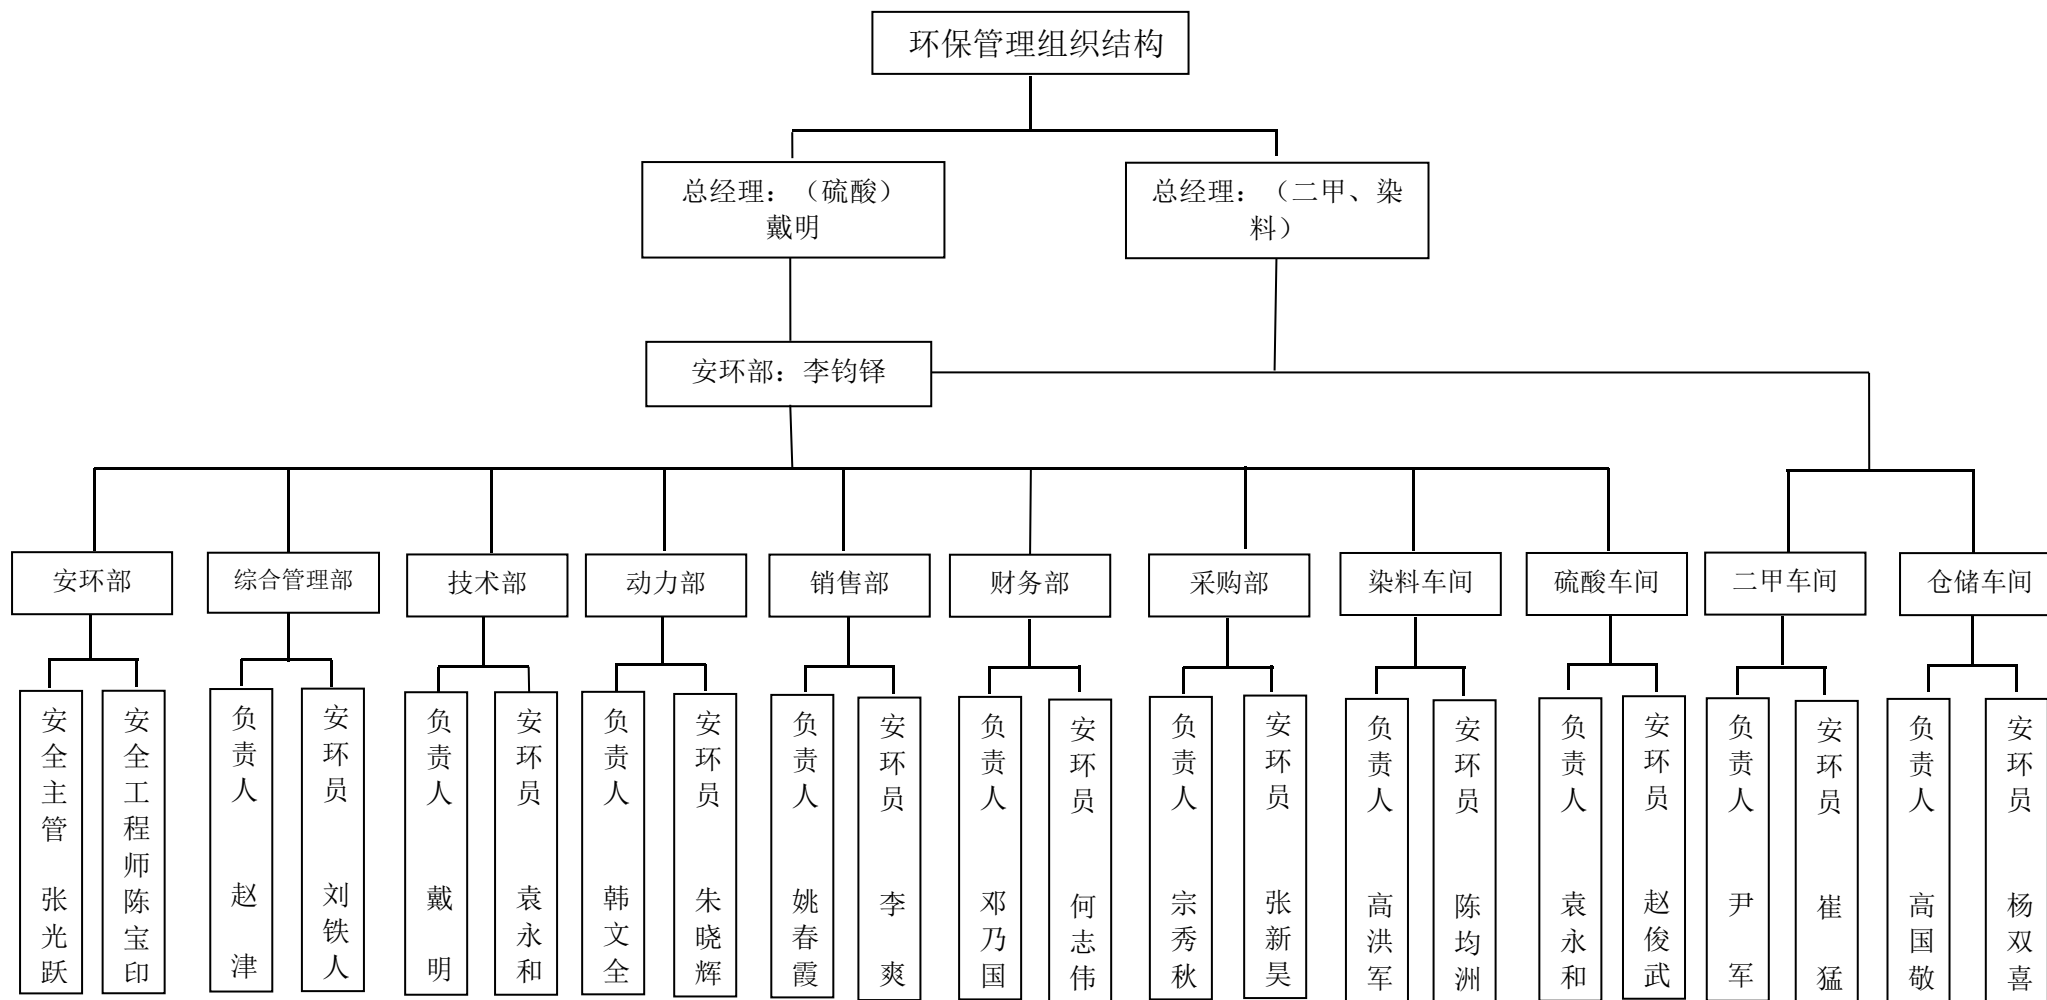 环保管理组织结构
总经理：（硫酸）
戴明
总经理：（二甲、染
料）
安环部：李钧铎
安环部
综合管理部
技术部
动力部
销售部
财务部
采购部
染料车间
硫酸车间
二甲车间
仓储车间
安全主管 张光跃
安全工程师陈宝印
负责人 赵津
安环员 刘铁人
负责人 戴明
安环员 袁永和
负责人 韩文全
安环员 朱晓辉
负责人 姚春霞
安环员 李爽
负责人 邓乃国
安环员 何志伟
负责人 宗秀秋
安环员 张新昊
负责人 高洪军
安环员 陈均洲
负责人 袁永和
安环员 赵俊武
负责人 尹军
安环员 崔猛
负责人 高国敬
安环员 杨双喜